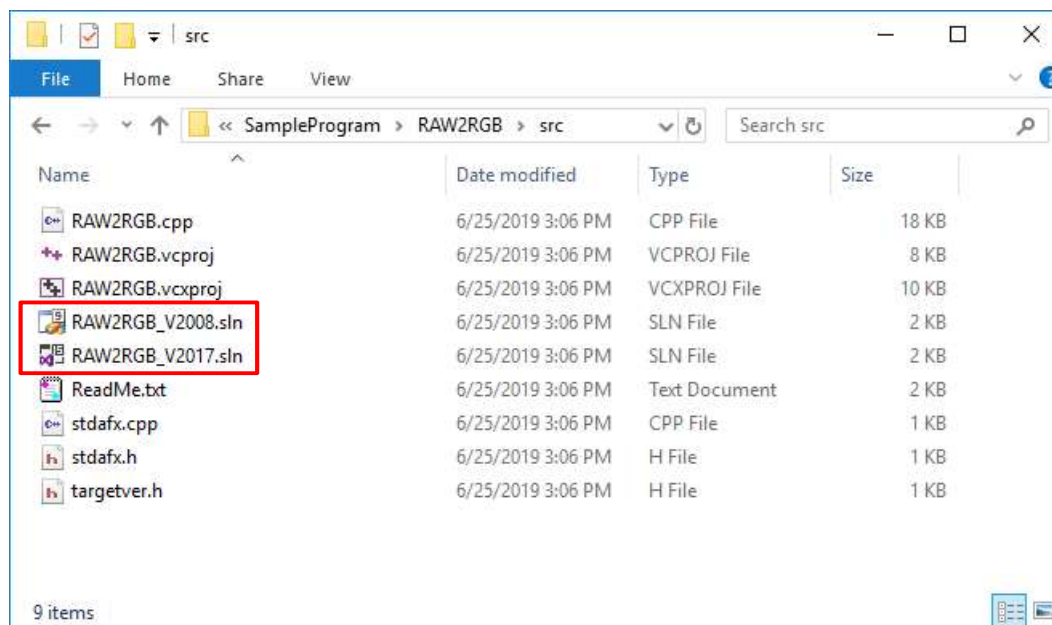 src
File Home Share View
« SampleProgram > RAW2RGB > src Search src
Name Date modified Type Size
RAW2RGB.cpp 6/25/2019 3:06 PM CPP File 18 KB
RAW2RGB.vcproj 6/25/2019 3:06 PM VCPROJ File 8 KB
RAW2RGB.vcxproj 6/25/2019 3:06 PM VCXPROJ File 10 KB
RAW2RGB_V2008.sln 6/25/2019 3:06 PM SLN File 2 KB
RAW2RGB_V2017.sln 6/25/2019 3:06 PM SLN File 2 KB
ReadMe.txt 6/25/2019 3:06 PM Text Document 2 KB
stdafx.cpp 6/25/2019 3:06 PM CPP File 1 KB
stdafx.h 6/25/2019 3:06 PM H File 1 KB
targetver.h 6/25/2019 3:06 PM H File 1 KB
9 items